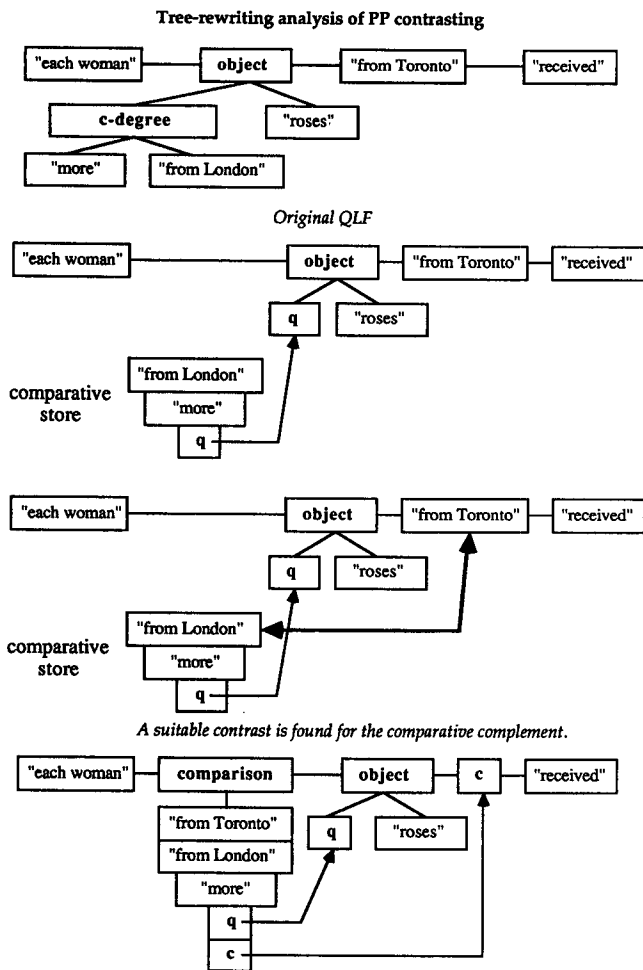 Tree-rewriting analysis of PP contrasting
"each woman" object "from Toronto" "received"
c-degree "roses"
"more" "from London"
Original QLF
"each woman" object "from Toronto" "received"
q "roses"
"from London"
comparative
store
"more"
q
"each woman" object "from Toronto" "received"
q "roses"
"from London"
comparative
store
"more"
q
A suitable contrast is found for the comparative complement.
"each woman" comparison object c "received"
"from Toronto" q "roses"
"from London"
"more"
q
c